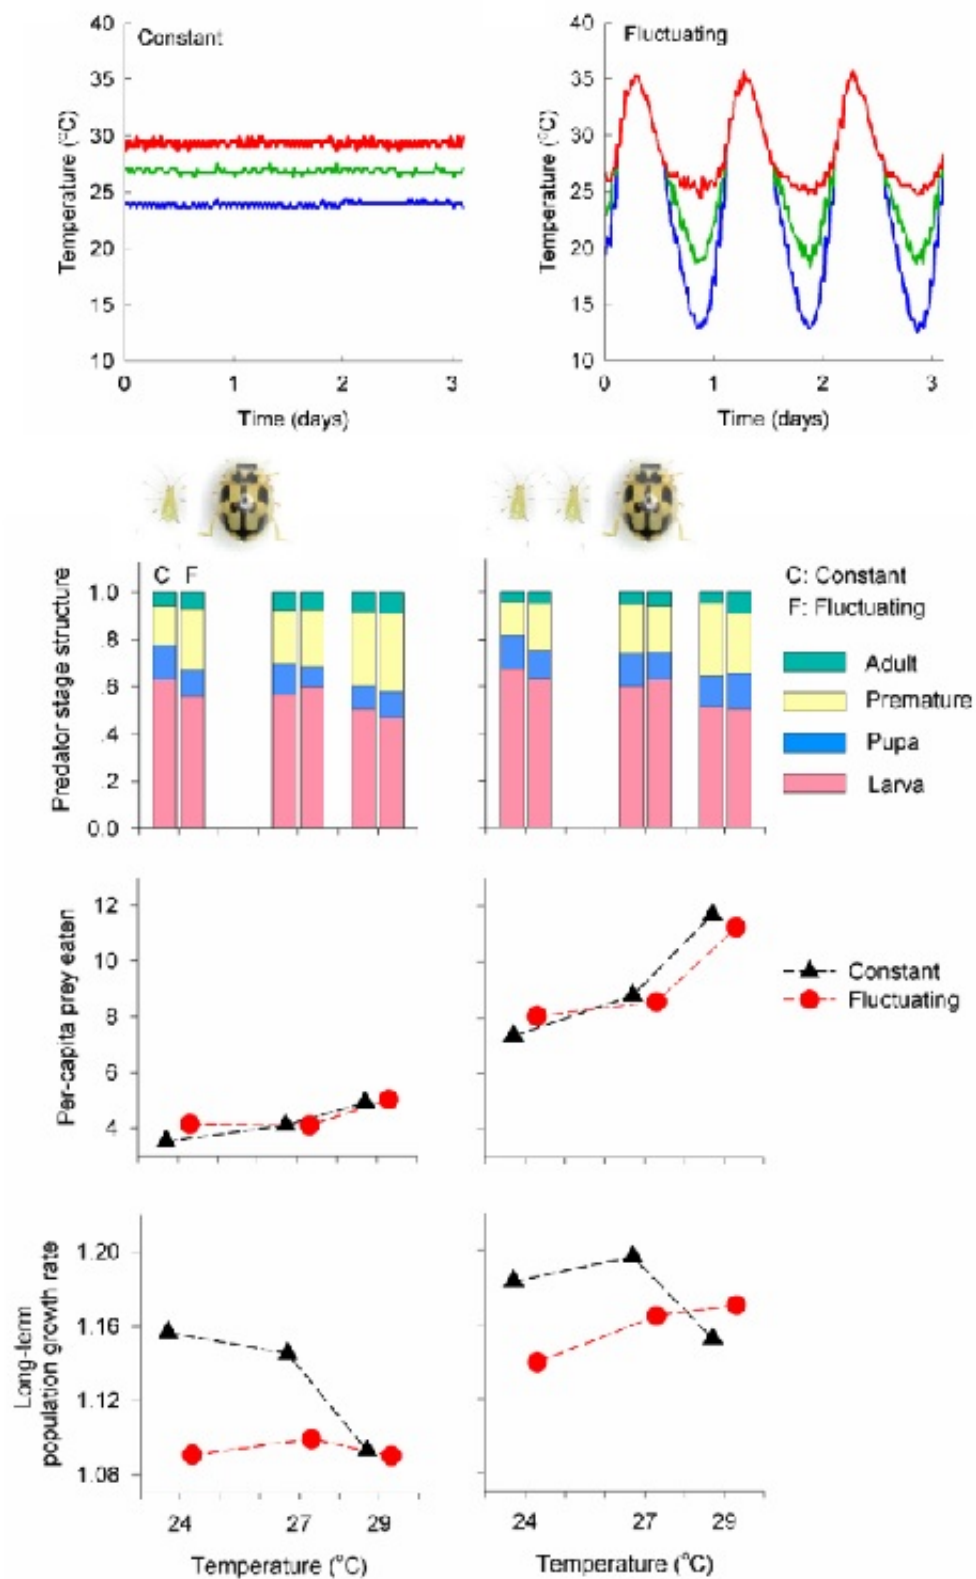 Constant
40
35
30
25
20
15
10
Temperature (°C)
0 1 2 3
Time (days)
Fluctuating
40
35
30
25
20
15
10
Temperature (°C)
0 1 2 3
Time (days)
C F
Predator stage structure
1.0
.8
.6
.4
.2
0.0
C: Constant
F: Fluctuating
Adult
Premature
Pupa
Larva
Per-capita prey eaten
12
10
8
6
4
Constant
Fluctuating
Long-term
population growth rate
1.20
1.16
1.12
1.08
24 27 29
Temperature (°C)
24 27 29
Temperature (°C)